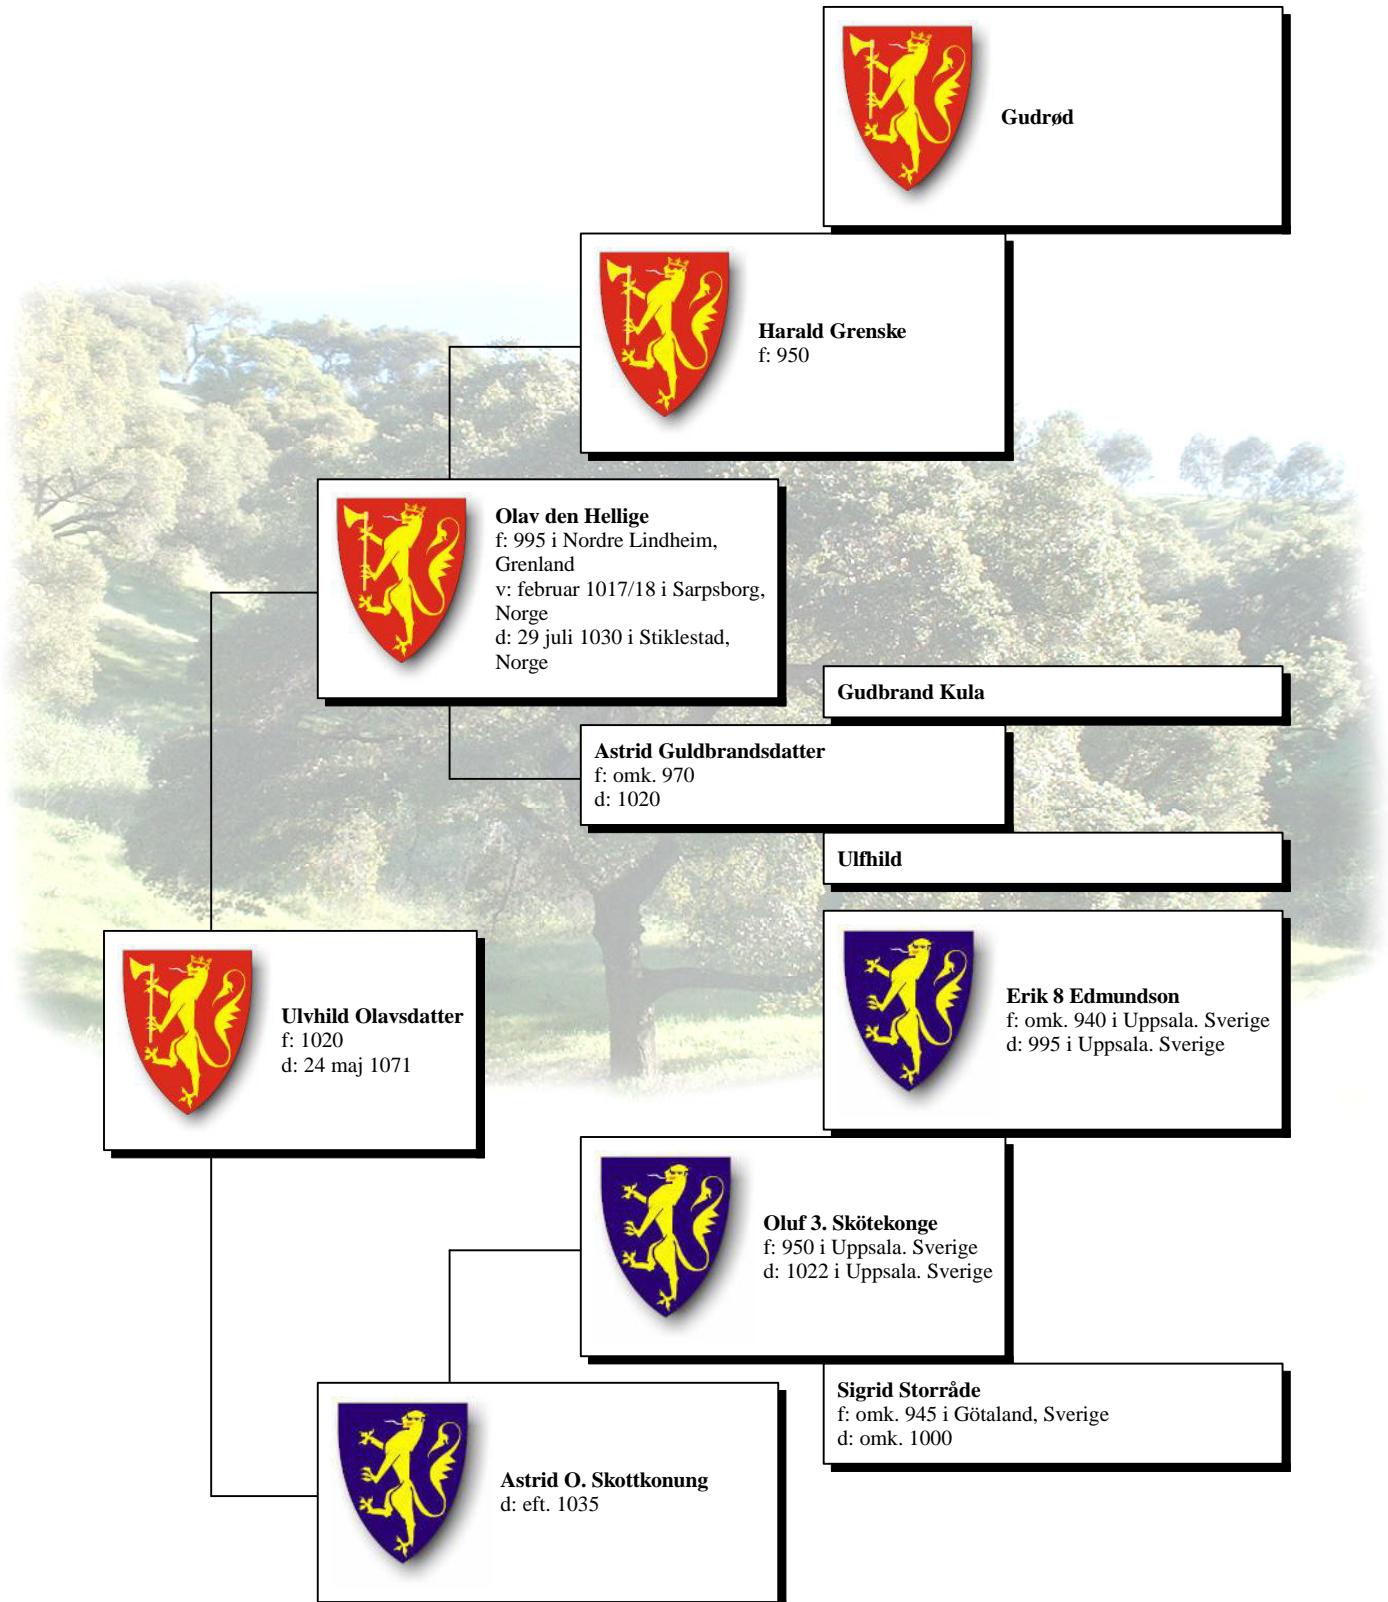 Gudrød
Harald Grenske
f: 950
Olav den Hellige
f: 995 i Nordre Lindheim,
Grenland
v: februar 1017/18 i Sarpsborg,
Norge
d: 29 juli 1030 i Stiklestad,
Norge
Gudbrand Kula
Astrid Guldbrandsdatter
f: omk. 970
d: 1020
Ulfhild
Ulvhild Olavsdatter
f: 1020
d: 24 maj 1071
Erik 8 Edmundson
f: omk. 940 i Uppsala. Sverige
d: 995 i Uppsala. Sverige
Oluf 3. Skötekonge
f: 950 i Uppsala. Sverige
d: 1022 i Uppsala. Sverige
Sigrid Storråde
f: omk. 945 i Götaland, Sverige
d: omk. 1000
Astrid O. Skottkonung
d: eft. 1035